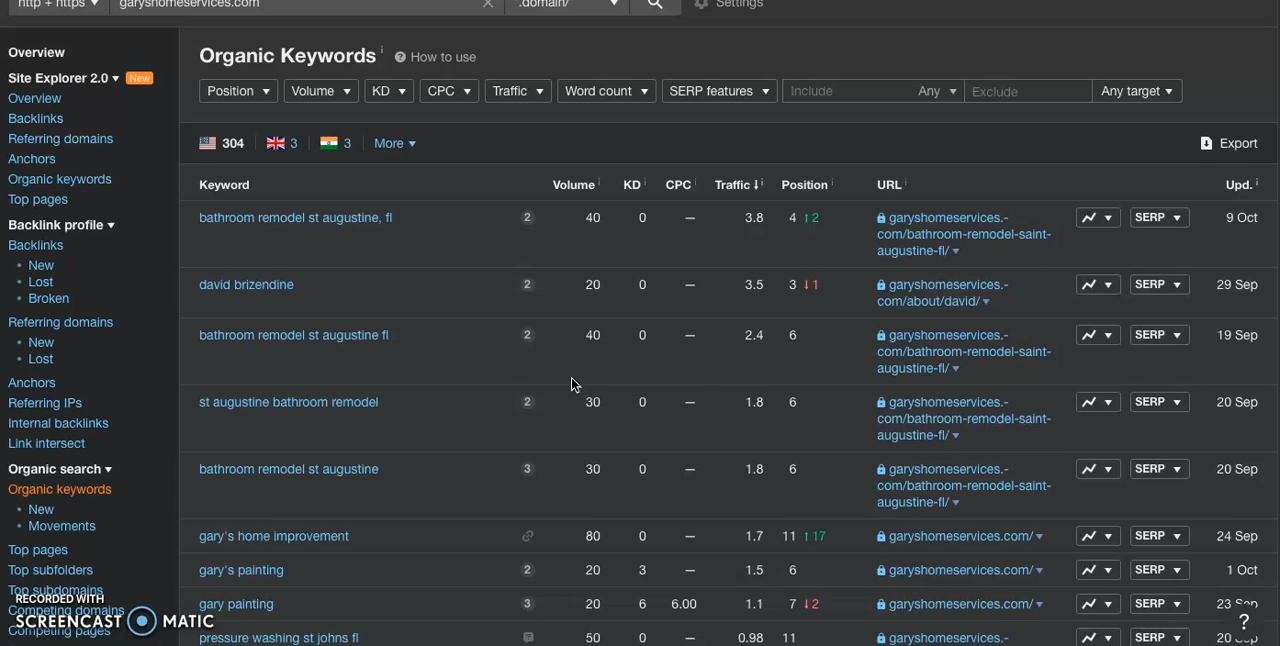 http + https garyshomeservices.com .domain/ Settings
Overview
Site Explorer 2.0 New
Overview
Backlinks
Referring domains
Anchors
Organic keywords
Top pages
Backlink profile
Backlinks
• New
• Lost
• Broken
Referring domains
• New
• Lost
Anchors
Referring IPs
Internal backlinks
Link intersect
Organic search
Organic keywords
• New
• Movements
Top pages
Top subfolders
Top subdomains
Competing domains
Competing pages
RECORDED WITH
SCREENCAST MATIC
Organic Keywords i ? How to use
Position Volume KD CPC Traffic Word count SERP features Include Any Exclude Any target
304 3 3 More Export
Keyword Volume i KD i CPC i Traffic ↓ i Position i URL i Upd. i
bathroom remodel st augustine, fl 2 40 0 — 3.8 4 ↑2 garyshomeservices.- SERP 9 Oct
com/bathroom-remodel-saint-
augustine-fl/
david brizendine 2 20 0 — 3.5 3 ↓1 garyshomeservices.- SERP 29 Sep
com/about/david/
bathroom remodel st augustine fl 2 40 0 — 2.4 6 garyshomeservices.- SERP 19 Sep
com/bathroom-remodel-saint-
augustine-fl/
st augustine bathroom remodel 2 30 0 — 1.8 6 garyshomeservices.- SERP 20 Sep
com/bathroom-remodel-saint-
augustine-fl/
bathroom remodel st augustine 3 30 0 — 1.8 6 garyshomeservices.- SERP 20 Sep
com/bathroom-remodel-saint-
augustine-fl/
gary's home improvement 80 0 — 1.7 11 ↑17 garyshomeservices.com/ SERP 24 Sep
gary's painting 2 20 3 — 1.5 6 garyshomeservices.com/ SERP 1 Oct
gary painting 3 20 6 6.00 1.1 7 ↓2 garyshomeservices.com/ SERP 23 Sep
pressure washing st johns fl 50 0 — 0.98 11 garyshomeservices.- SERP 20 Sep
?